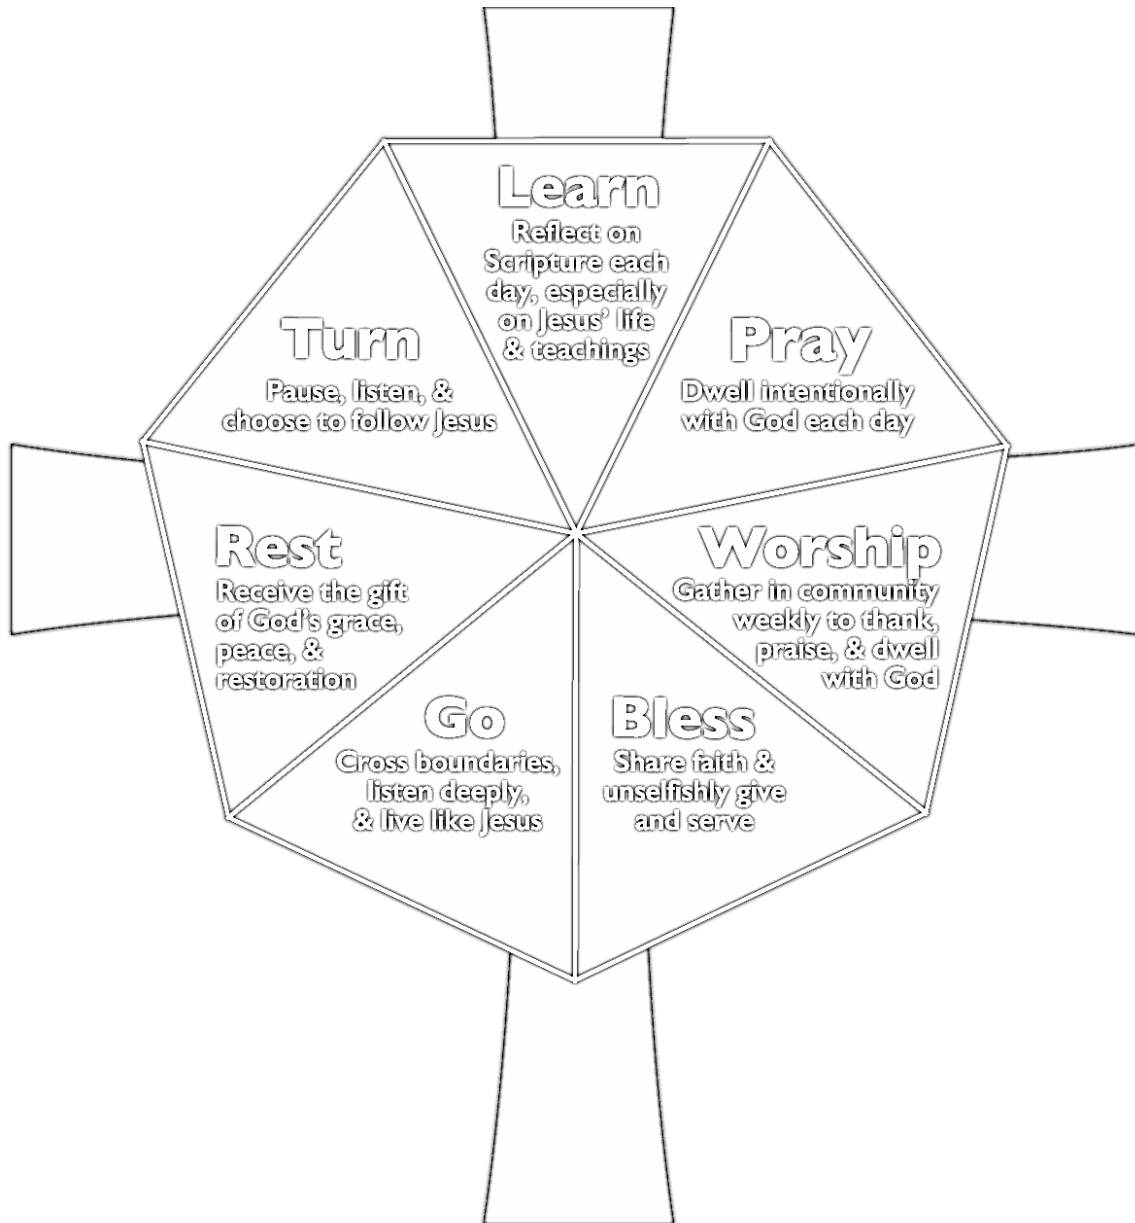 Learn
Reflect on
Scripture each
day, especially
on Jesus' life
& teachings
Turn
Pause, listen, &
choose to follow Jesus
Pray
Dwell intentionally
with God each day
Rest
Receive the gift
of God's grace,
peace, &
restoration
Worship
Gather in community
weekly to thank,
praise, & dwell
with God
Go
Cross boundaries,
listen deeply,
& live like Jesus
Bless
Share faith &
unselfishly give
and serve